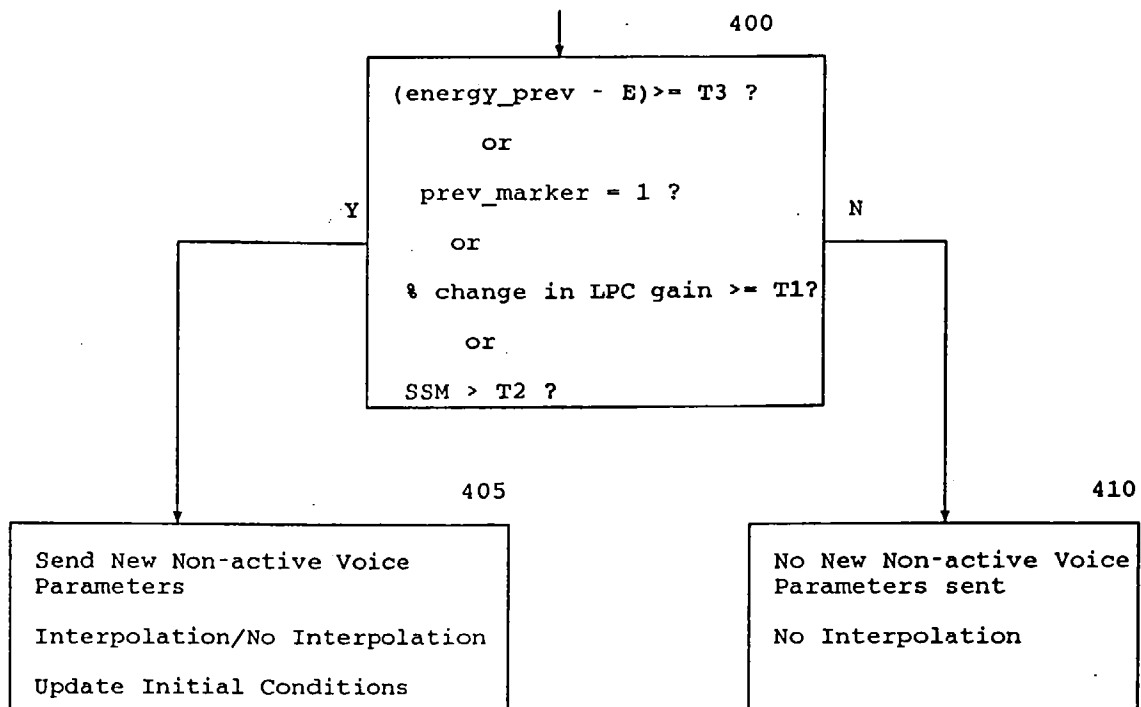 400
(energy_prev - E)>= T3 ?
or
prev_marker = 1 ?
Y
N
or
% change in LPC gain >= T1?
or
SSM > T2 ?
405
410
Send New Non-active Voice
Parameters
Interpolation/No Interpolation
Update Initial Conditions
No New Non-active Voice
Parameters sent
No Interpolation